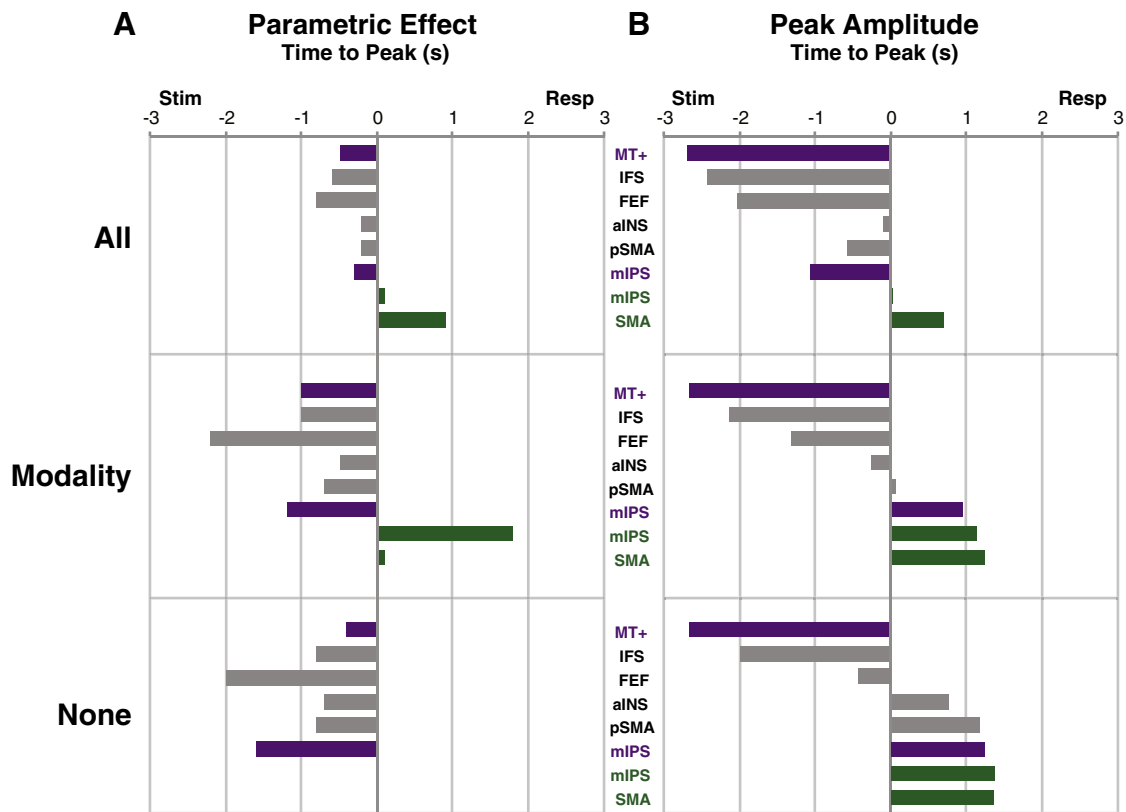 A Parametric Effect
Time to Peak (s)
B Peak Amplitude
Time to Peak (s)
Stim Resp
-3 -2 -1 0 1 2 3
Stim Resp
-3 -2 -1 0 1 2 3
All
MT+
IFS
FEF
aINS
pSMA
mIPS
mIPS
SMA
Modality
MT+
IFS
FEF
aINS
pSMA
mIPS
mIPS
SMA
None
MT+
IFS
FEF
aINS
pSMA
mIPS
mIPS
SMA